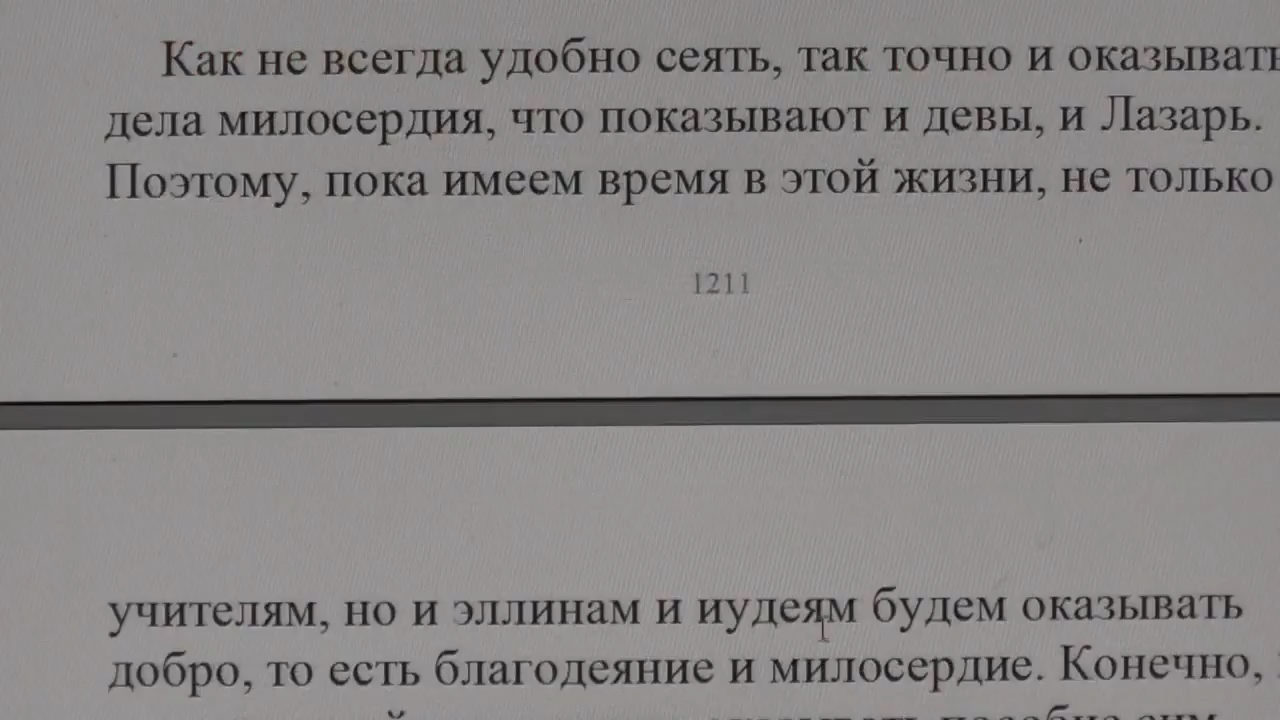 Как не всегда удобно сеять, так точно и оказывать
дела милосердия, что показывают и девы, и Лазарь.
Поэтому, пока имеем время в этой жизни, не только
1211
учителям, но и эллинам и иудеям будем оказывать
добро, то есть благодеяние и милосердие. Конечно,